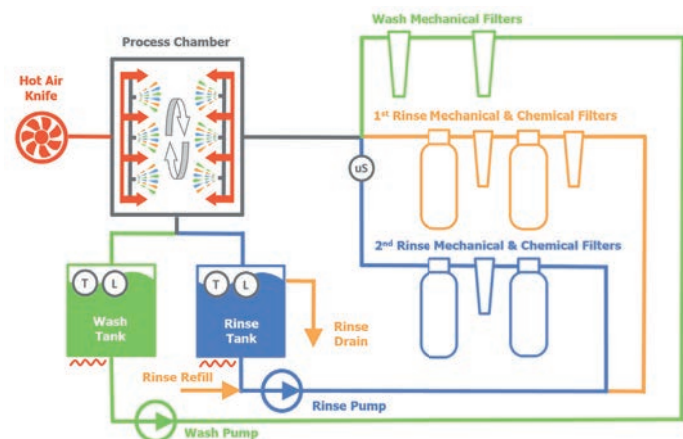 Wash Mechanical Filters
Process Chamber
Hot Air
Knife
1st Rinse Mechanical & Chemical Filters
uS
2nd Rinse Mechanical & Chemical Filters
T L
T L
Wash
Tank
Rinse
Tank
Rinse
Drain
Rinse Refill
Rinse Pump
Wash Pump